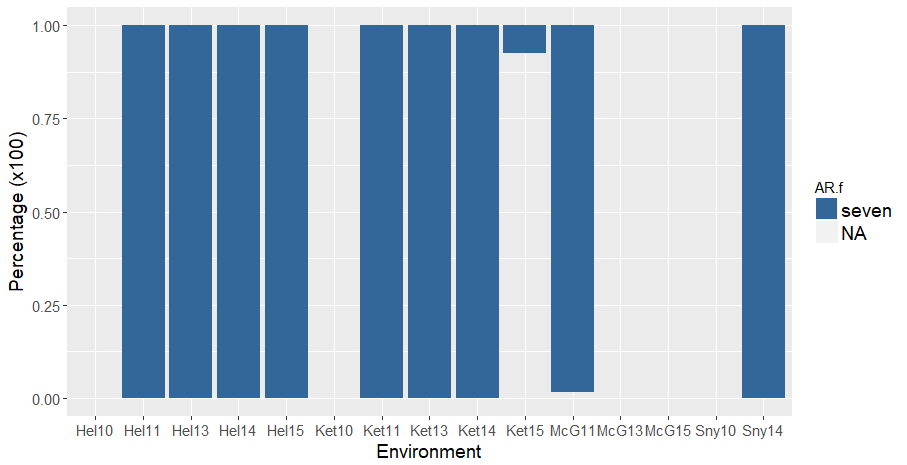 1.00
0.75
0.50
0.25
0.00
Percentage (x100)
Hel10 Hel11 Hel13 Hel14 Hel15 Ket10 Ket11 Ket13 Ket14 Ket15 McG11 McG13 McG15 Sny10 Sny14
Environment
AR.f
seven
NA